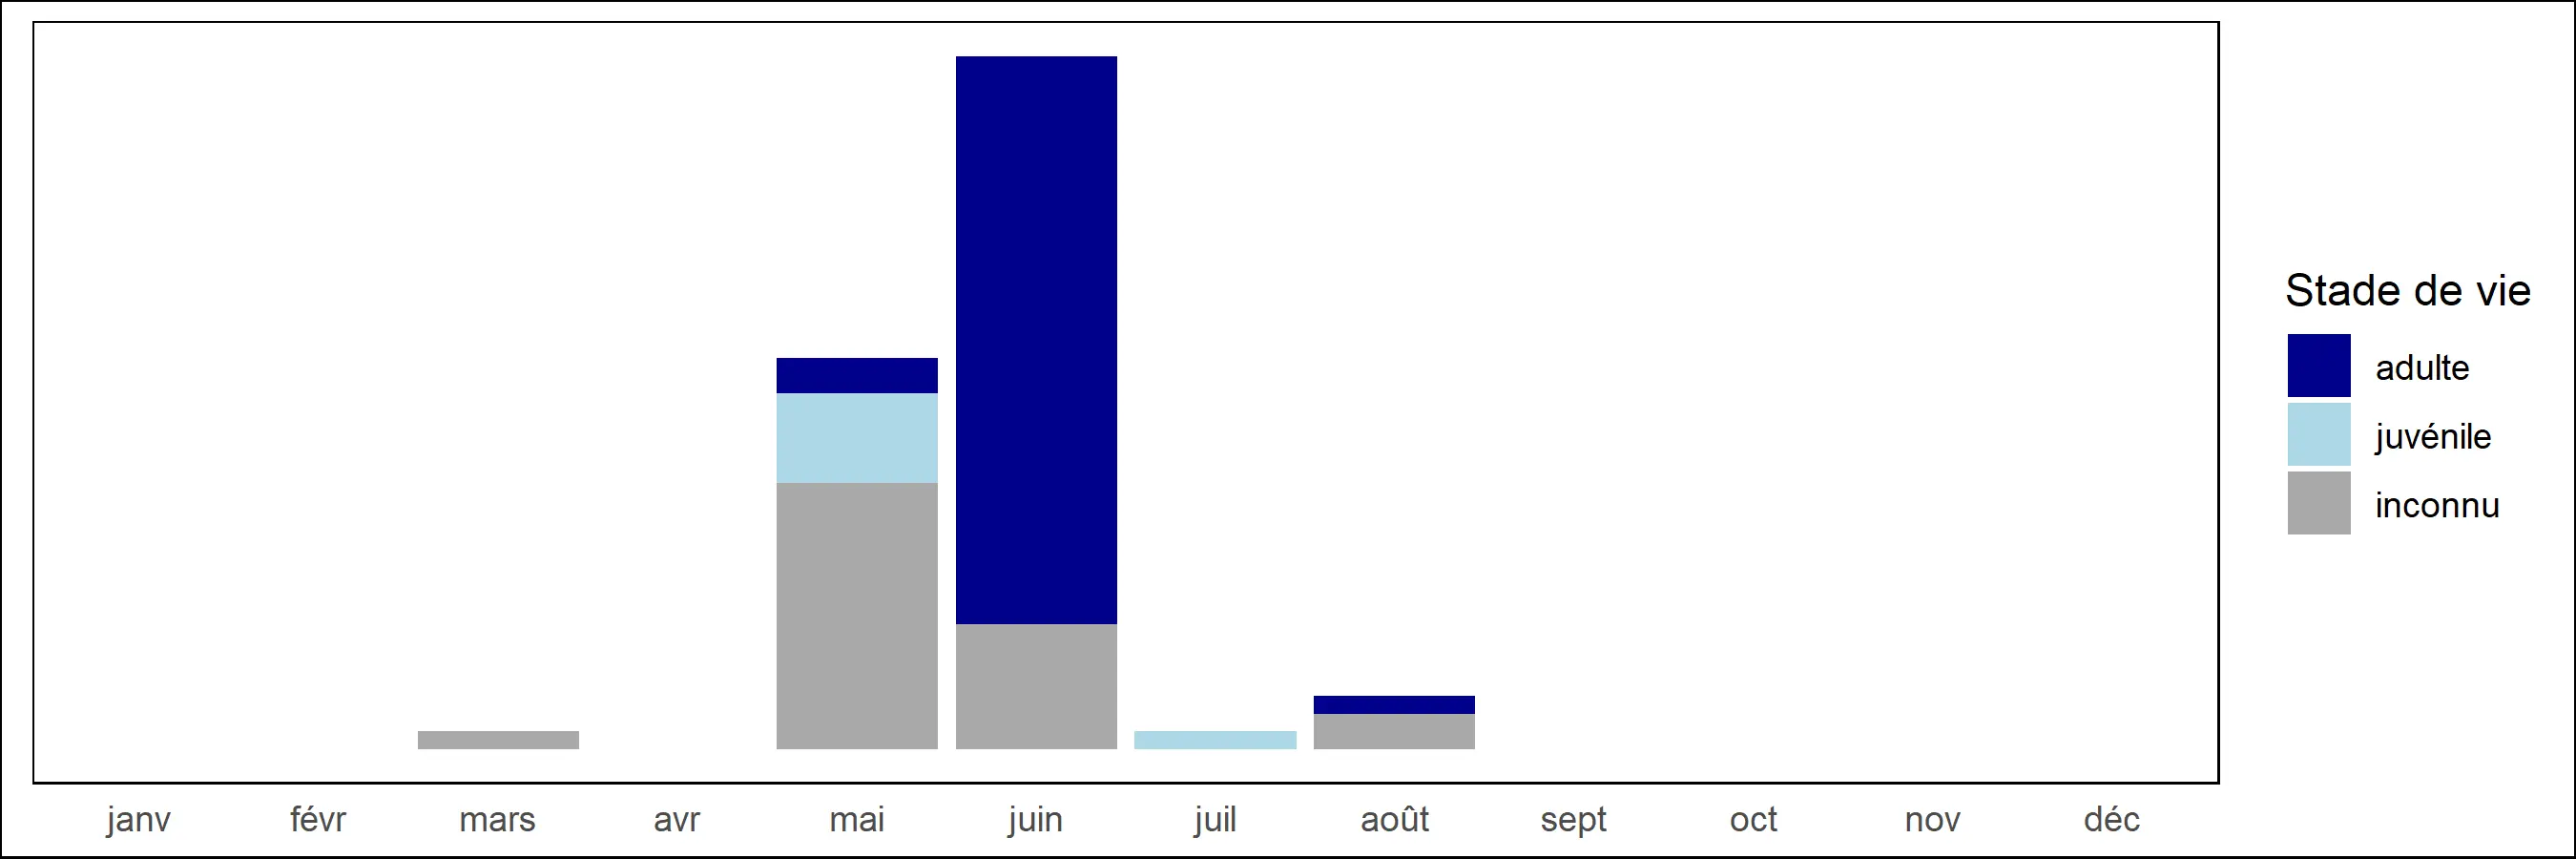 Stade de vie
adulte
juvénile
inconnu
janv févr mars avr mai juin juil août sept oct nov déc